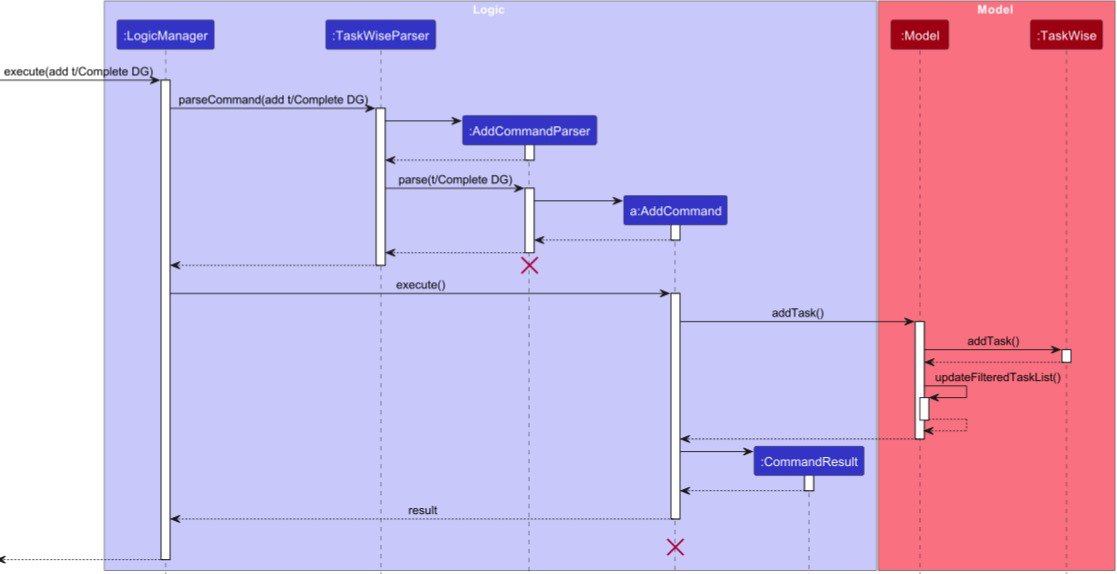 Logic
Model
:LogicManager
:TaskWiseParser
:Model
:TaskWise
execute(add t/Complete DG)
parseCommand(add t/Complete DG)
:AddCommandParser
parse(t/Complete DG)
a:AddCommand
execute()
addTask()
addTask()
updateFilteredTaskList()
:CommandResult
result